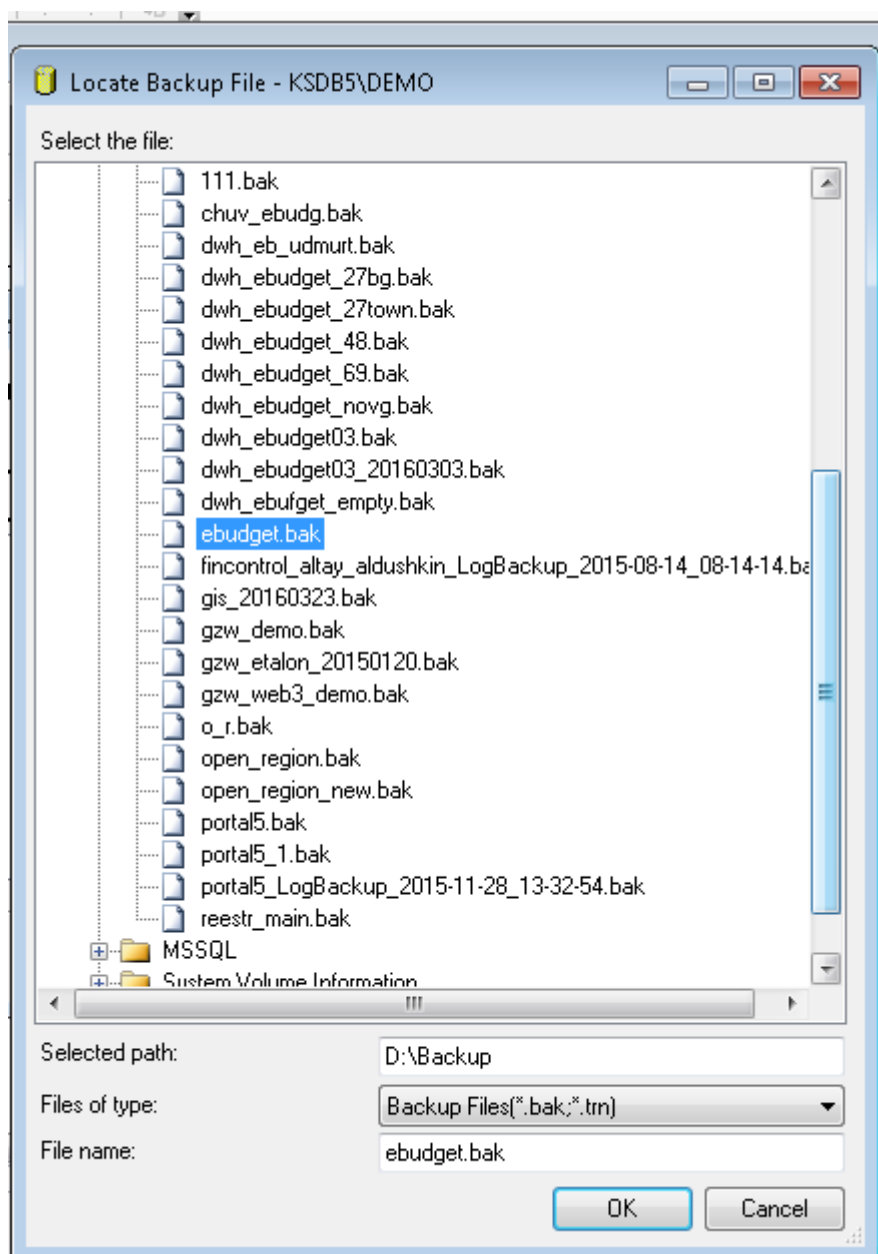 Locate Backup File - KSDB5\DEMO
Select the file:
111.bak
chuv_ebudg.bak
dwh_eb_udmurt.bak
dwh_ebudget_27bg.bak
dwh_ebudget_27town.bak
dwh_ebudget_48.bak
dwh_ebudget_69.bak
dwh_ebudget_novg.bak
dwh_ebudget03.bak
dwh_ebudget03_20160303.bak
dwh_ebufget_empty.bak
ebudget.bak
fincontrol_altay_aldushkin_LogBackup_2015-08-14_08-14-14.ba
gis_20160323.bak
gzw_demo.bak
gzw_etalon_20150120.bak
gzw_web3_demo.bak
o_r.bak
open_region.bak
open_region_new.bak
portal5.bak
portal5_1.bak
portal5_LogBackup_2015-11-28_13-32-54.bak
reestr_main.bak
MSSQL
System Volume Information
Selected path: D:\Backup
Files of type: Backup Files(*.bak;*.trn)
File name: ebudget.bak
OK Cancel